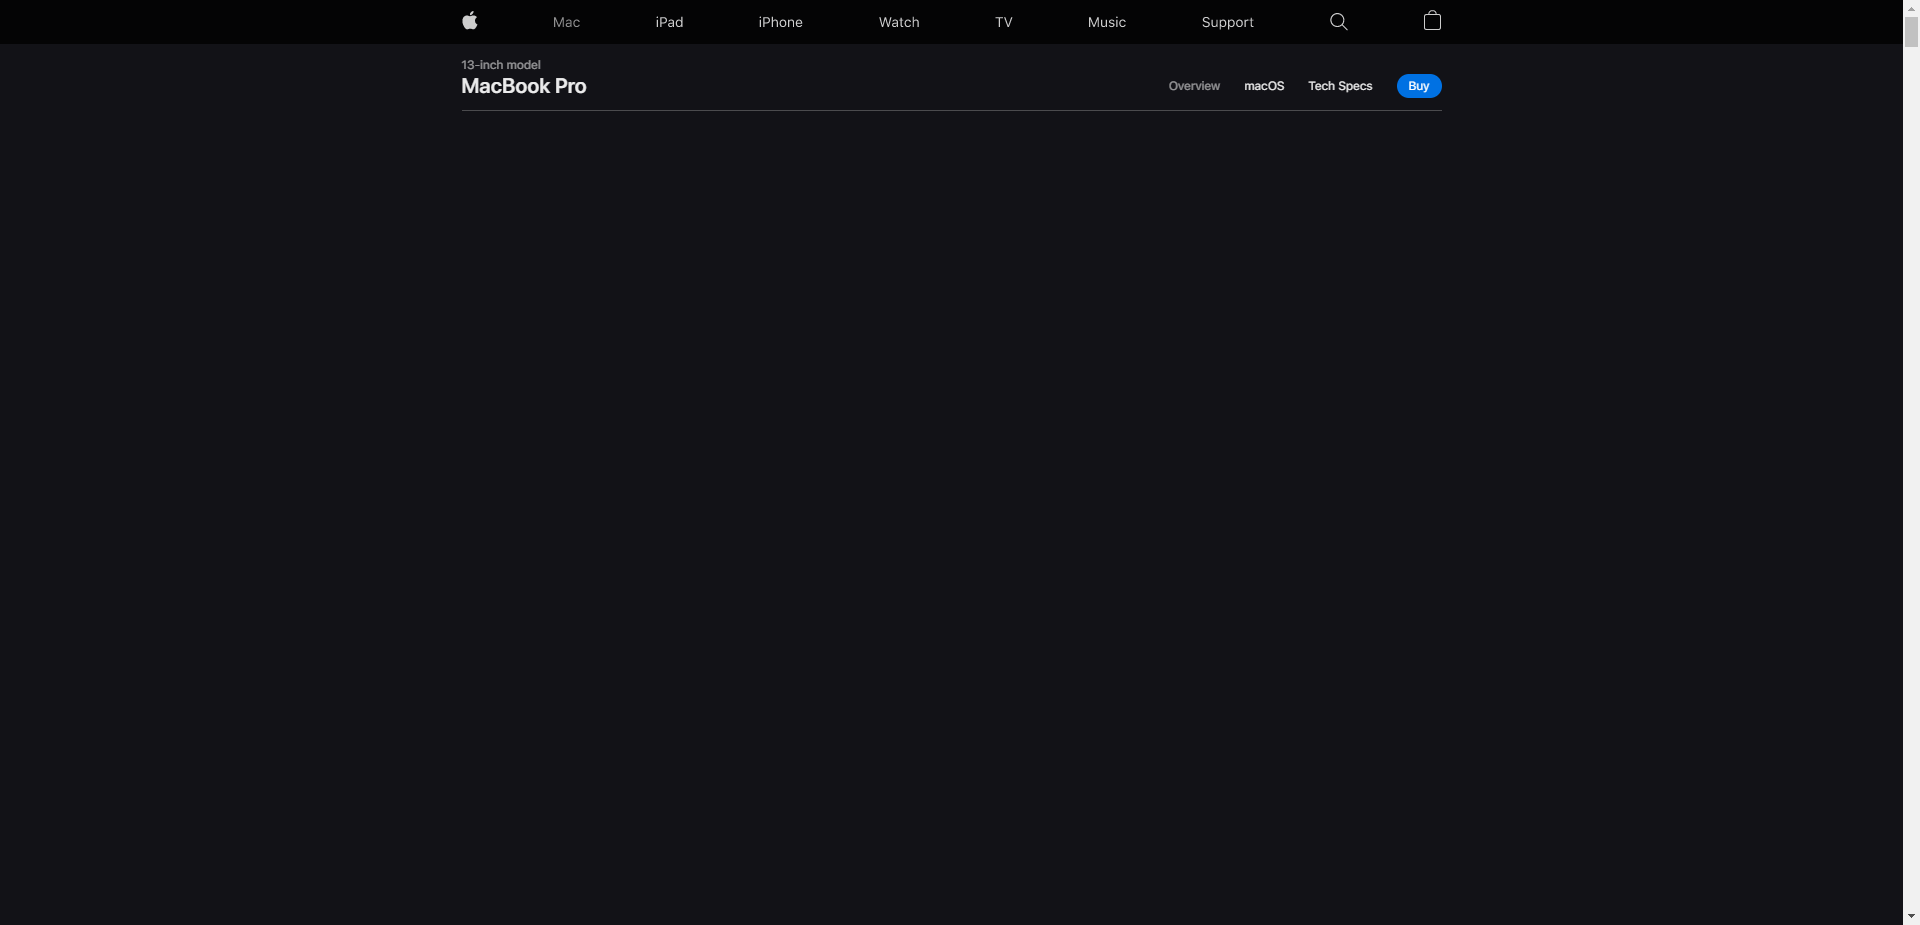 Mac iPad iPhone Watch TV Music Support
13-inch model
MacBook Pro
Overview macOS Tech Specs Buy